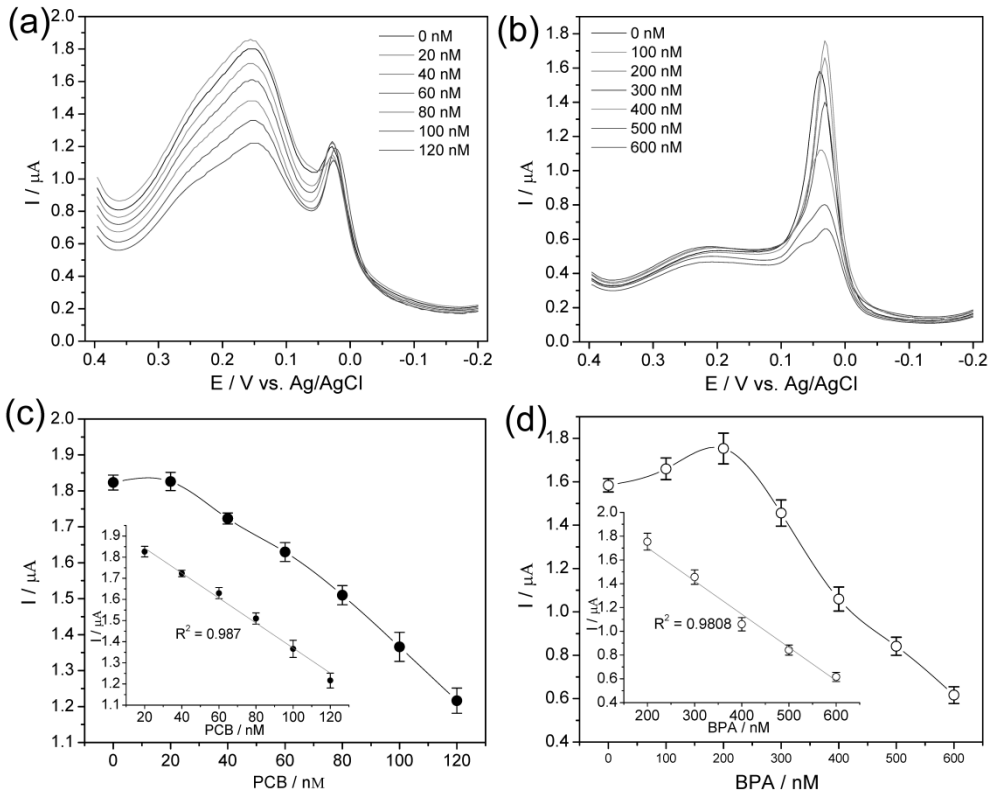 (a)
2.0
1.8
1.6
1.4
1.2
1.0
0.8
0.6
0.4
0.2
0.0
I / μA
0 nM
20 nM
40 nM
60 nM
80 nM
100 nM
120 nM
0.4 0.3 0.2 0.1 0.0 -0.1 -0.2
E / V vs. Ag/AgCl
(b)
1.8
1.6
1.4
1.2
1.0
0.8
0.6
0.4
0.2
0.0
I / μA
0 nM
100 nM
200 nM
300 nM
400 nM
500 nM
600 nM
0.4 0.3 0.2 0.1 0.0 -0.1 -0.2
E / V vs. Ag/AgCl
(c)
2.0
1.9
1.8
1.7
1.6
1.5
1.4
1.3
1.2
1.1
I / μA
1.9
1.8
1.7
1.6
1.5
1.4
1.3
1.2
1.1
I / μA
R² = 0.987
20 40 60 80 100 120
PCB / nM
0 20 40 60 80 100 120
PCB / nM
(d)
1.8
1.6
1.4
1.2
1.0
0.8
0.6
0.4
I / μA
2.0
1.8
1.6
1.4
1.2
1.0
0.8
0.6
0.4
I / μA
R² = 0.9808
200 300 400 500 600
BPA / nM
0 100 200 300 400 500 600
BPA / nM